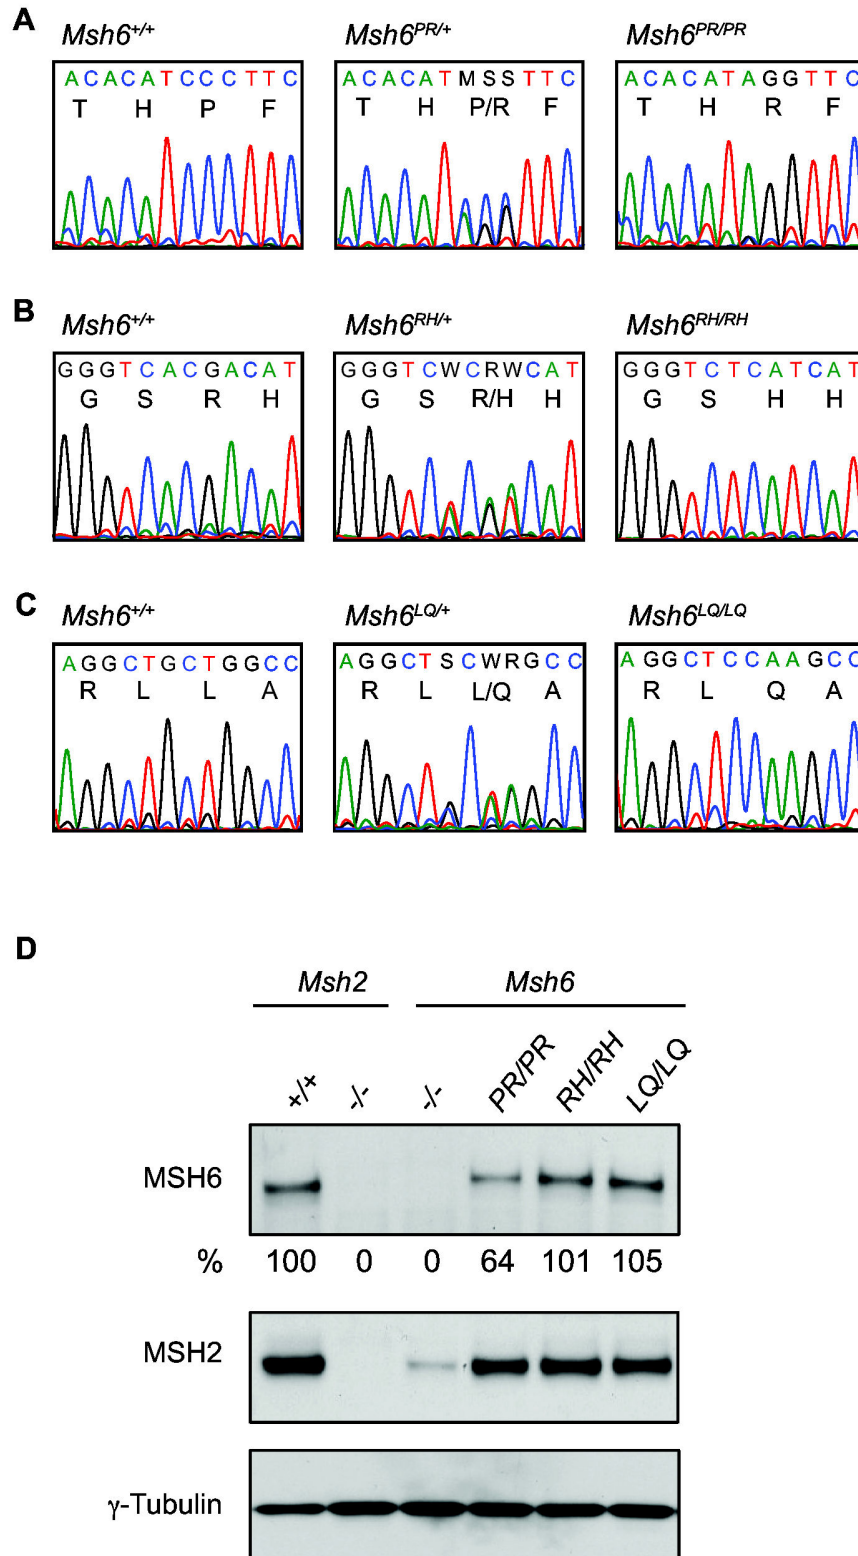 A
Msh6+/+ Msh6PR/+ Msh6PR/PR
ACACATCCCTTC ACACATMSSTTC ACACATAGGTTC
T H P F T H P/R F T H R F
B
Msh6+/+ Msh6RH/+ Msh6RH/RH
GGGTCACGACAT GGGTCWCRWCAT GGGTCTCATCAT
G S R H G S R/H H G S H H
C
Msh6+/+ Msh6LQ/+ Msh6LQ/LQ
AGGCTGCTGGCC AGGCTSCWRGCC AGGCTCCAAGCC
R L L A R L L/Q A R L Q A
D
Msh2 Msh6
+/+ -/- -/- PR/PR RH/RH LQ/LQ
MSH6
% 100 0 0 64 101 105
MSH2
γ-Tubulin